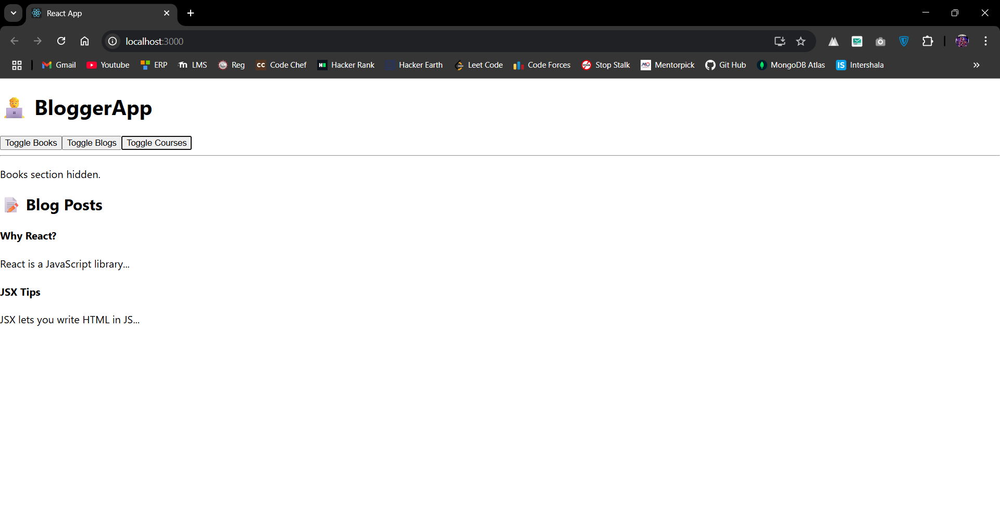 React App
localhost:3000
Gmail Youtube ERP LMS Reg CC Code Chef Hacker Rank Hacker Earth Leet Code Code Forces Stop Stalk Mentorpick Git Hub MongoDB Atlas IS Intershala
BloggerApp
Toggle Books Toggle Blogs Toggle Courses
Books section hidden.
Blog Posts
Why React?
React is a JavaScript library...
JSX Tips
JSX lets you write HTML in JS...